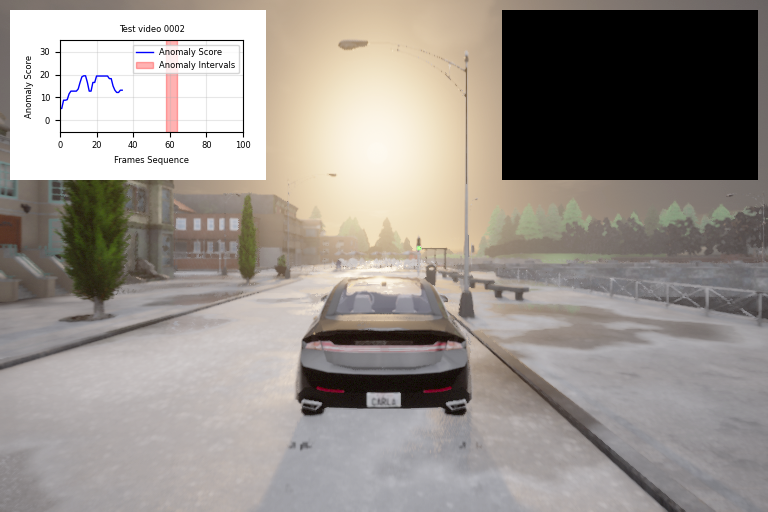 Test video 0002
Anomaly Score
30
20
10
0
Anomaly Score
Anomaly Intervals
0 20 40 60 80 100
Frames Sequence
CARLA